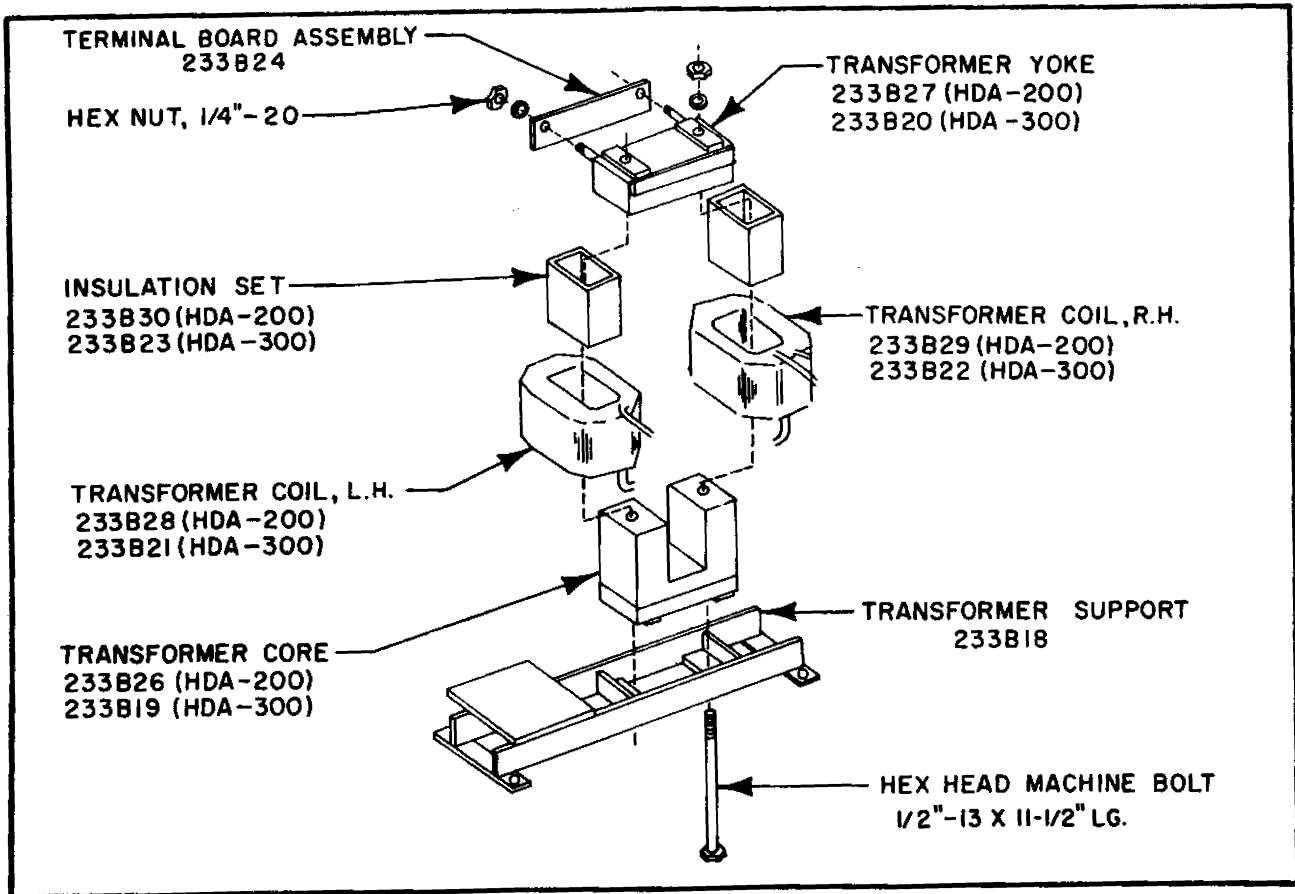 TERMINAL BOARD ASSEMBLY
233B24
HEX NUT, 1/4"-20
TRANSFORMER YOKE
233B27 (HDA-200)
233B20 (HDA-300)
INSULATION SET
233B30 (HDA-200)
233B23 (HDA-300)
TRANSFORMER COIL, R.H.
233B29 (HDA-200)
233B22 (HDA-300)
TRANSFORMER COIL, L.H.
233B28 (HDA-200)
233B21 (HDA-300)
TRANSFORMER CORE
233B26 (HDA-200)
233B19 (HDA-300)
TRANSFORMER SUPPORT
233B18
HEX HEAD MACHINE BOLT
1/2"-13 X 11-1/2" LG.